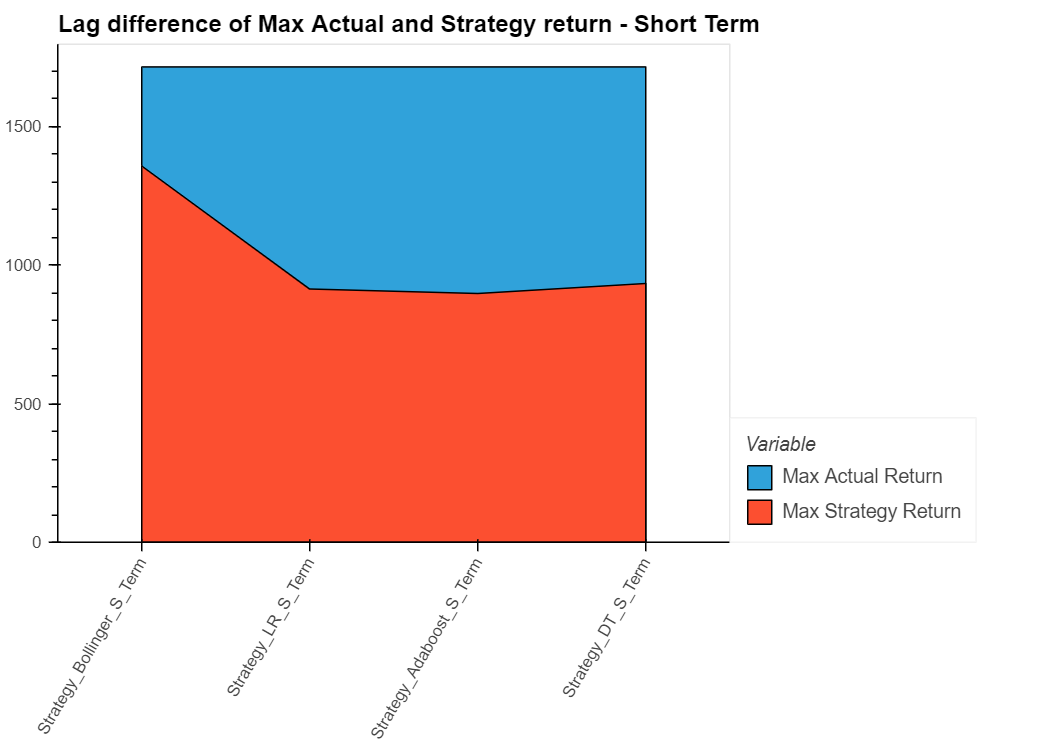 Lag difference of Max Actual and Strategy return - Short Term
1500
1000
500
0
Variable
Max Actual Return
Max Strategy Return
Strategy_Bollinger_S_Term
Strategy_LR_S_Term
Strategy_Adaboost_S_Term
Strategy_DT_S_Term